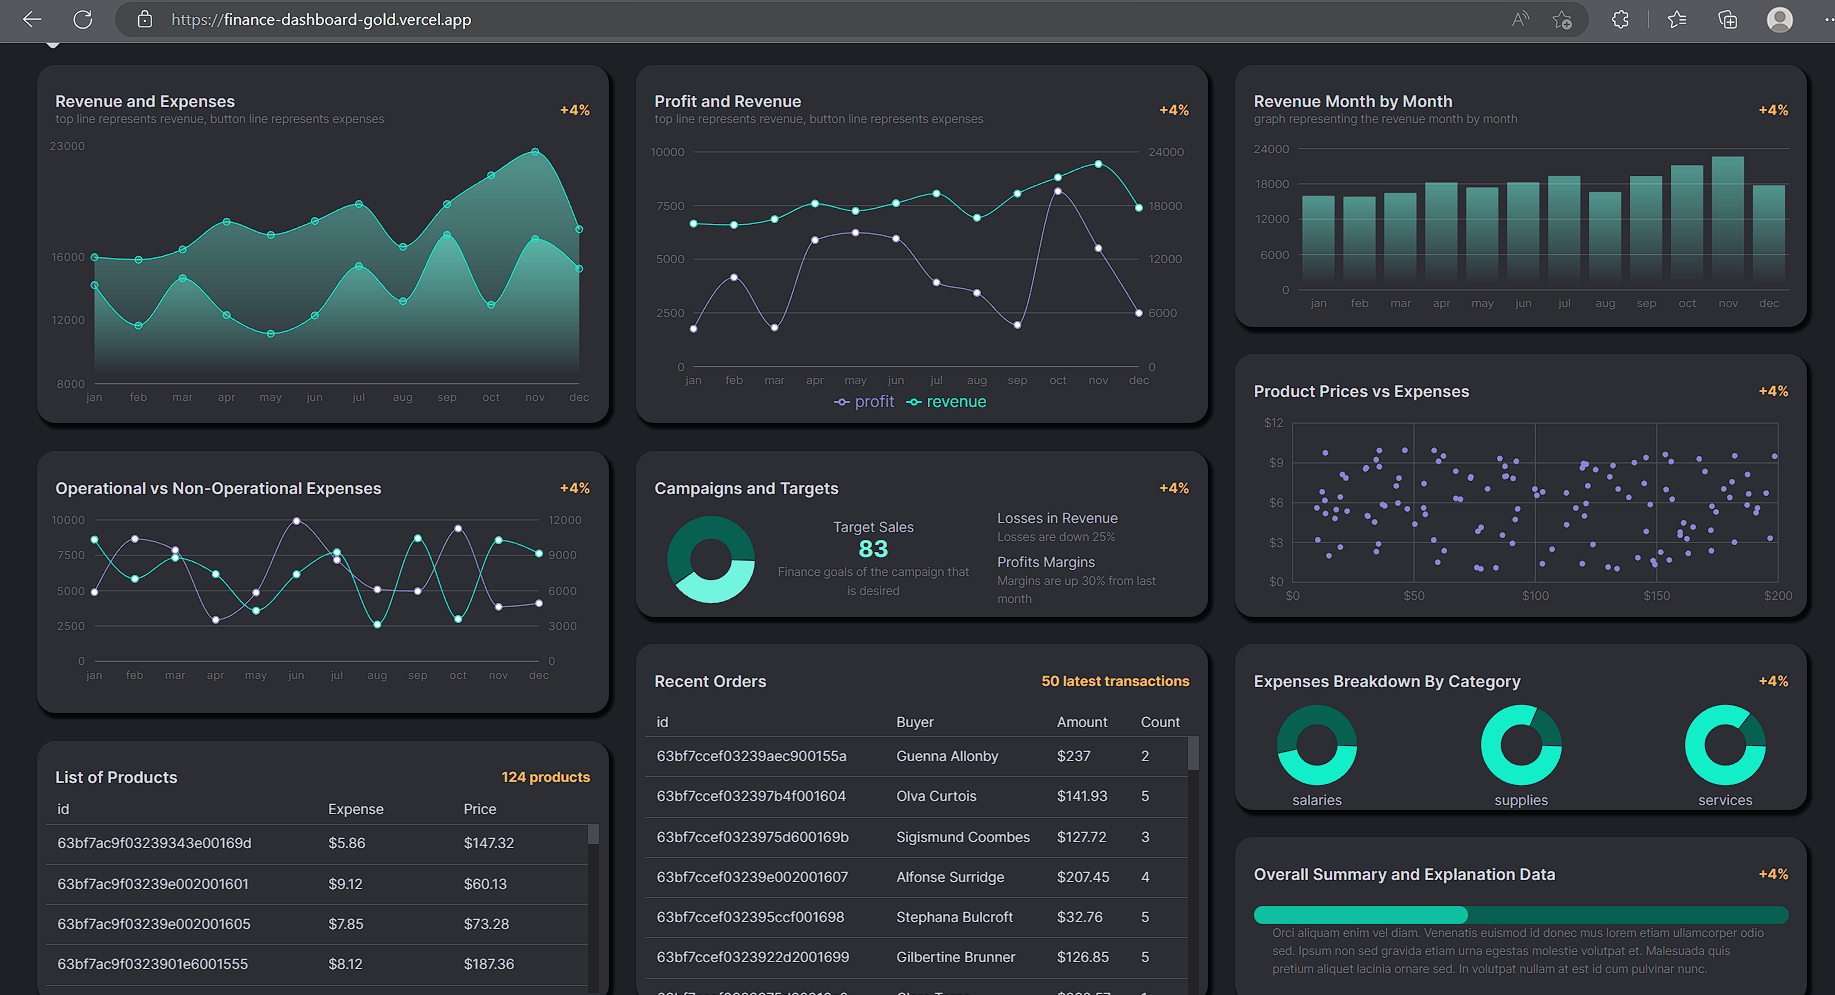 https://finance-dashboard-gold.vercel.app
Revenue and Expenses
top line represents revenue, button line represents expenses
+4%
23000
16000
12000
8000
jan feb mar apr may jun jul aug sep oct nov dec
Profit and Revenue
top line represents revenue, button line represents expenses
+4%
10000 24000
7500 18000
5000 12000
2500 6000
0 0
jan feb mar apr may jun jul aug sep oct nov dec
profit revenue
Revenue Month by Month
graph representing the revenue month by month
+4%
24000
18000
12000
6000
0
jan feb mar apr may jun jul aug sep oct nov dec
Operational vs Non-Operational Expenses
+4%
10000 12000
7500 9000
5000 6000
2500 3000
0 0
jan feb mar apr may jun jul aug sep oct nov dec
Campaigns and Targets
+4%
Target Sales
83
Finance goals of the campaign that
is desired
Losses in Revenue
Losses are down 25%
Profits Margins
Margins are up 30% from last
month
Product Prices vs Expenses
+4%
$12
$9
$6
$3
$0
$0 $50 $100 $150 $200
List of Products
124 products
id Expense Price
63bf7ac9f03239343e00169d $5.86 $147.32
63bf7ac9f03239e002001601 $9.12 $60.13
63bf7ac9f03239e002001605 $7.85 $73.28
63bf7ac9f0323901e6001555 $8.12 $187.36
Recent Orders
50 latest transactions
id Buyer Amount Count
63bf7ccef03239aec900155a Guenna Allonby $237 2
63bf7ccef032397b4f001604 Olva Curtois $141.93 5
63bf7ccef0323975d600169b Sigismund Coombes $127.72 3
63bf7ccef03239e002001607 Alfonse Surridge $207.45 4
63bf7ccef032395ccf001698 Stephana Bulcroft $32.76 5
63bf7ccef0323922d2001699 Gilbertine Brunner $126.85 5
Expenses Breakdown By Category
+4%
salaries supplies services
Overall Summary and Explanation Data
+4%
Orci aliquam enim vel diam. Venenatis euismod id donec mus lorem etiam ullamcorper odio
sed. Ipsum non sed gravida etiam urna egestas molestie volutpat et. Malesuada quis
pretium aliquet lacinia ornare sed. In volutpat nullam at est id cum pulvinar nunc.